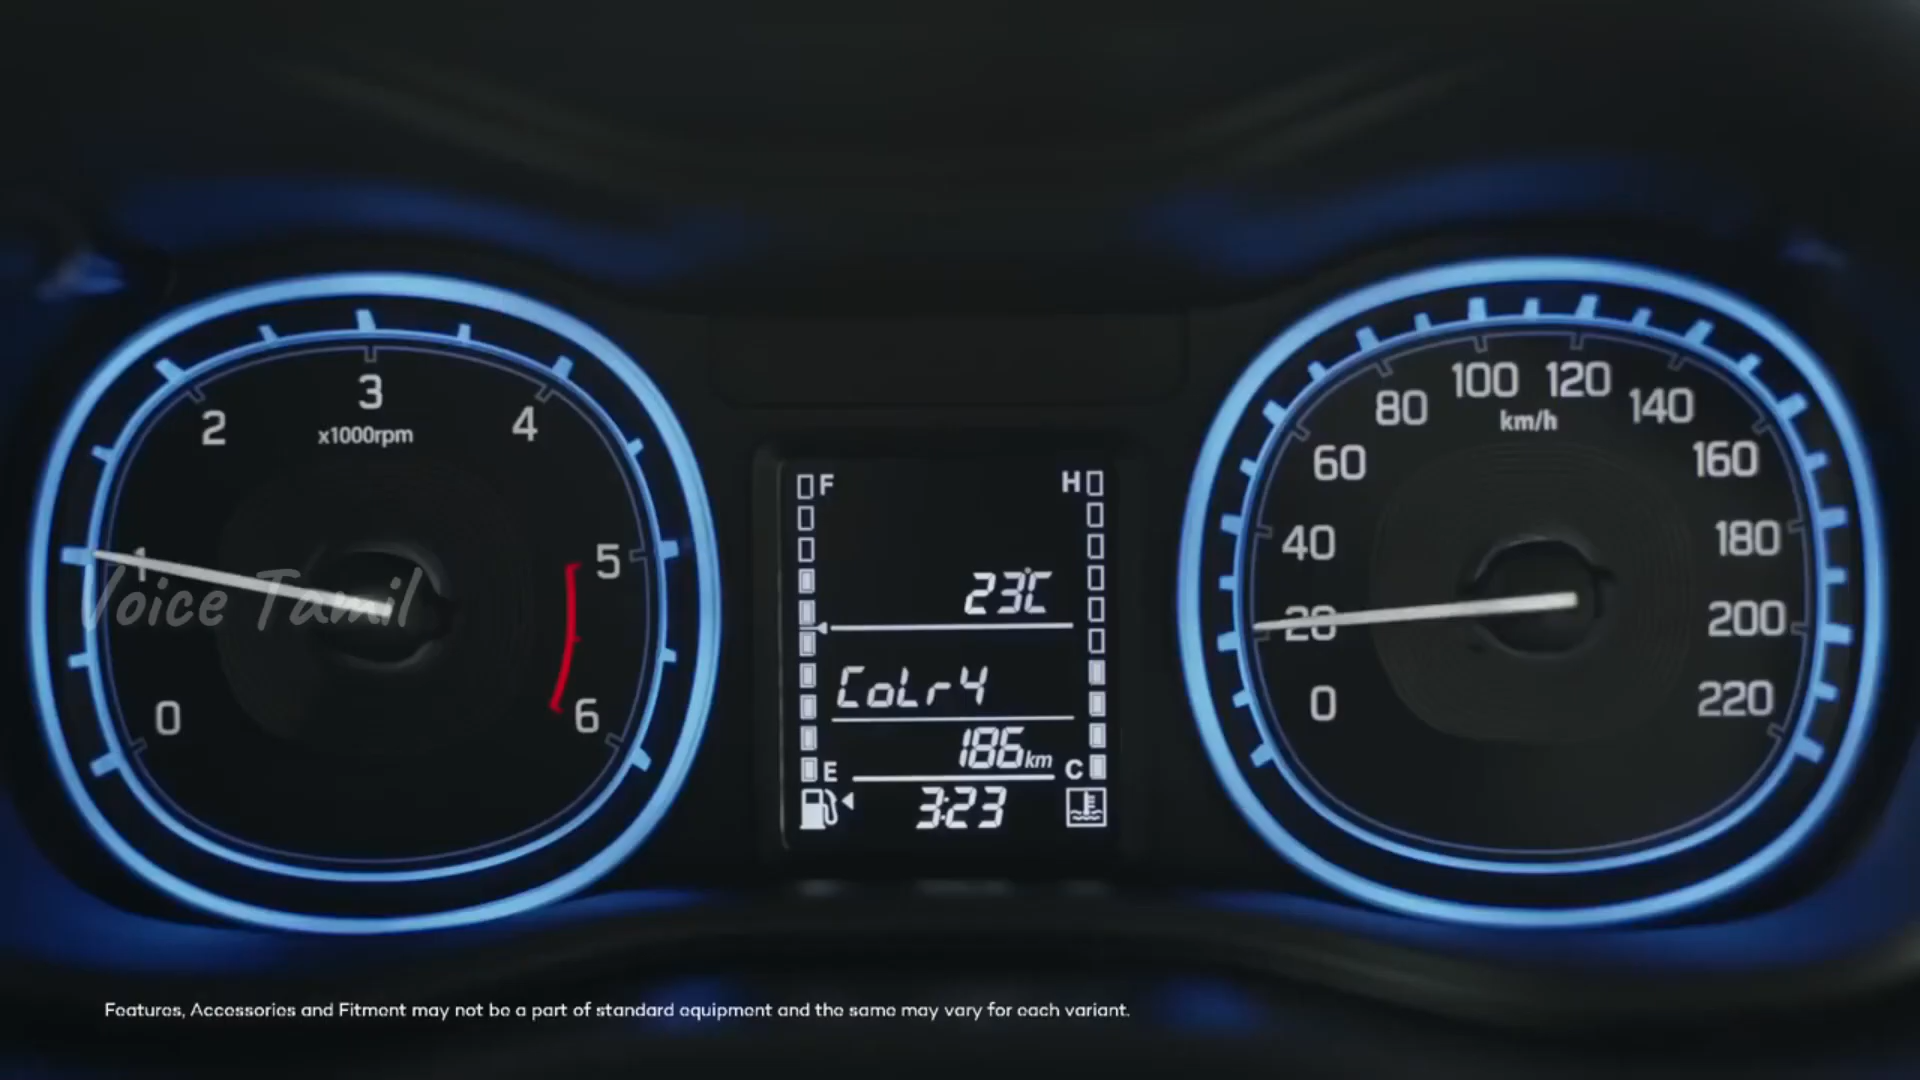 0
1
2
3
4
5
6
x1000rpm
Voice Tamil
F
H
23°C
CoLr4
186km
E
C
3:23
0
20
40
60
80
100
120
140
160
180
200
220
km/h
Features, Accessories and Fitment may not be a part of standard equipment and the same may vary for each variant.